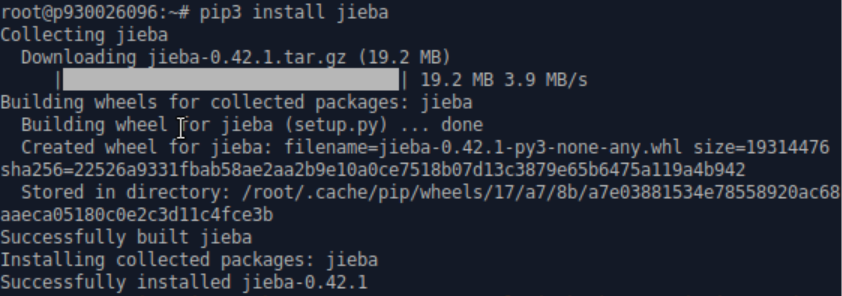 root@p930026096:~# pip3 install jieba
Collecting jieba
  Downloading jieba-0.42.1.tar.gz (19.2 MB)
     |████████████████████████████████| 19.2 MB 3.9 MB/s
Building wheels for collected packages: jieba
  Building wheel for jieba (setup.py) ... done
  Created wheel for jieba: filename=jieba-0.42.1-py3-none-any.whl size=19314476
sha256=22526a9331fbab58ae2aa2b9e10a0ce7518b07d13c3879e65b6475a119a4b942
  Stored in directory: /root/.cache/pip/wheels/17/a7/8b/a7e03881534e78558920ac68
aaeca05180c0e2c3d11c4fce3b
Successfully built jieba
Installing collected packages: jieba
Successfully installed jieba-0.42.1